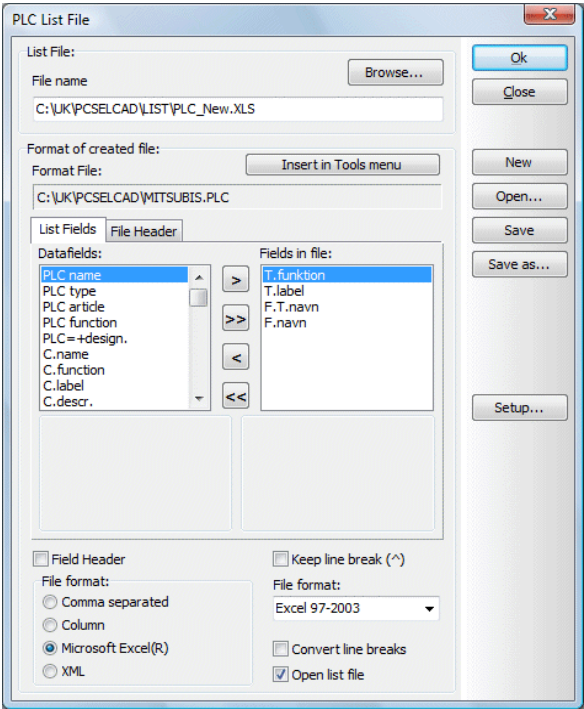 PLC List File
List File:
File name
Browse...
C:\UK\PCSELCAD\LIST\PLC_New.XLS
Format of created file:
Format File:
Insert in Tools menu
C:\UK\PCSELCAD\MITSUBIS.PLC
List Fields
File Header
Datafields:
PLC name
PLC type
PLC article
PLC function
PLC=+design.
C.name
C.function
C.label
C.descr.
>
>>
<
<<
Fields in file:
T.funktion
T.label
F.T.navn
F.navn
Field Header
File format:
Comma separated
Column
Microsoft Excel(R)
XML
Keep line break (^)
File format:
Excel 97-2003
Convert line breaks
Open list file
Ok
Close
New
Open...
Save
Save as...
Setup...